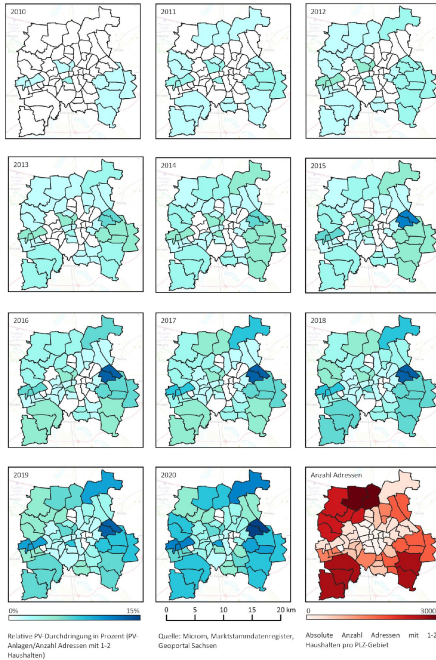 2010
2011
2012
2013
2014
2015
2016
2017
2018
2019
2020
Anzahl Adressen
0%
15%
0
5
10
15
20 km
0
3000
Relative PV-Durchdringung in Prozent (PV-
Anlagen/Anzahl Adressen mit 1-2
Haushalten)
Quelle: Microm, Marktstammdatenregister,
Geoportal Sachsen
Absolute Anzahl Adressen mit 1-2
Haushalten pro PLZ-Gebiet